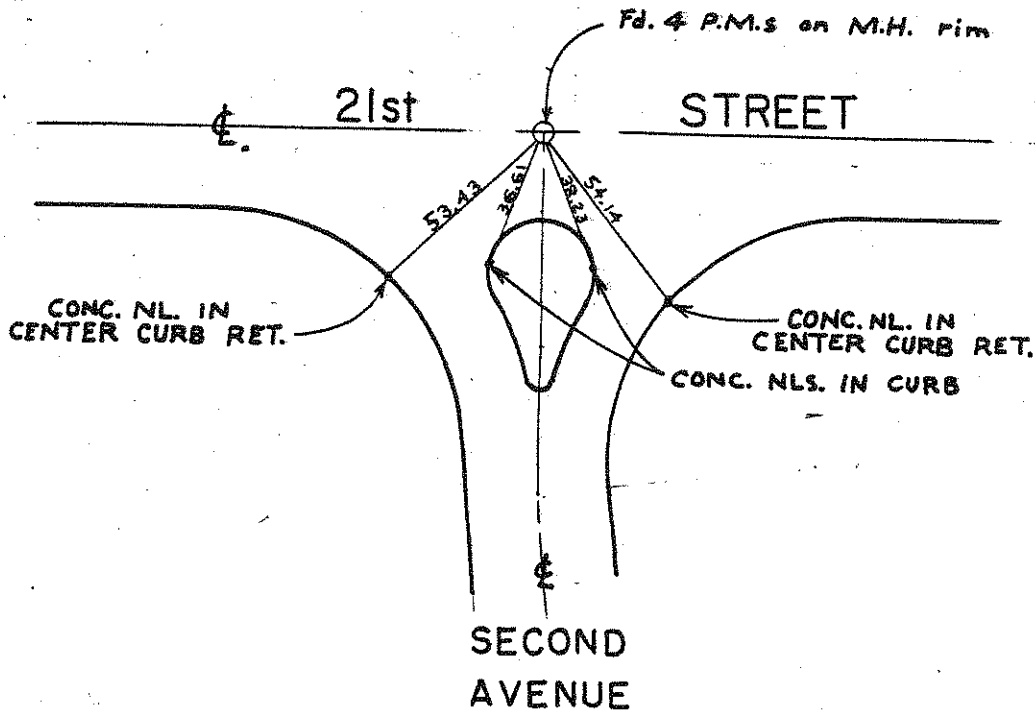 Fd. 4 P.M.s on M.H. rim
21st STREET
℄.
53.43
36.61
38.23
54.14
CONC. NL. IN
CENTER CURB RET.
CONC. NL. IN
CENTER CURB RET.
CONC. NLS. IN CURB
℄
SECOND
AVENUE